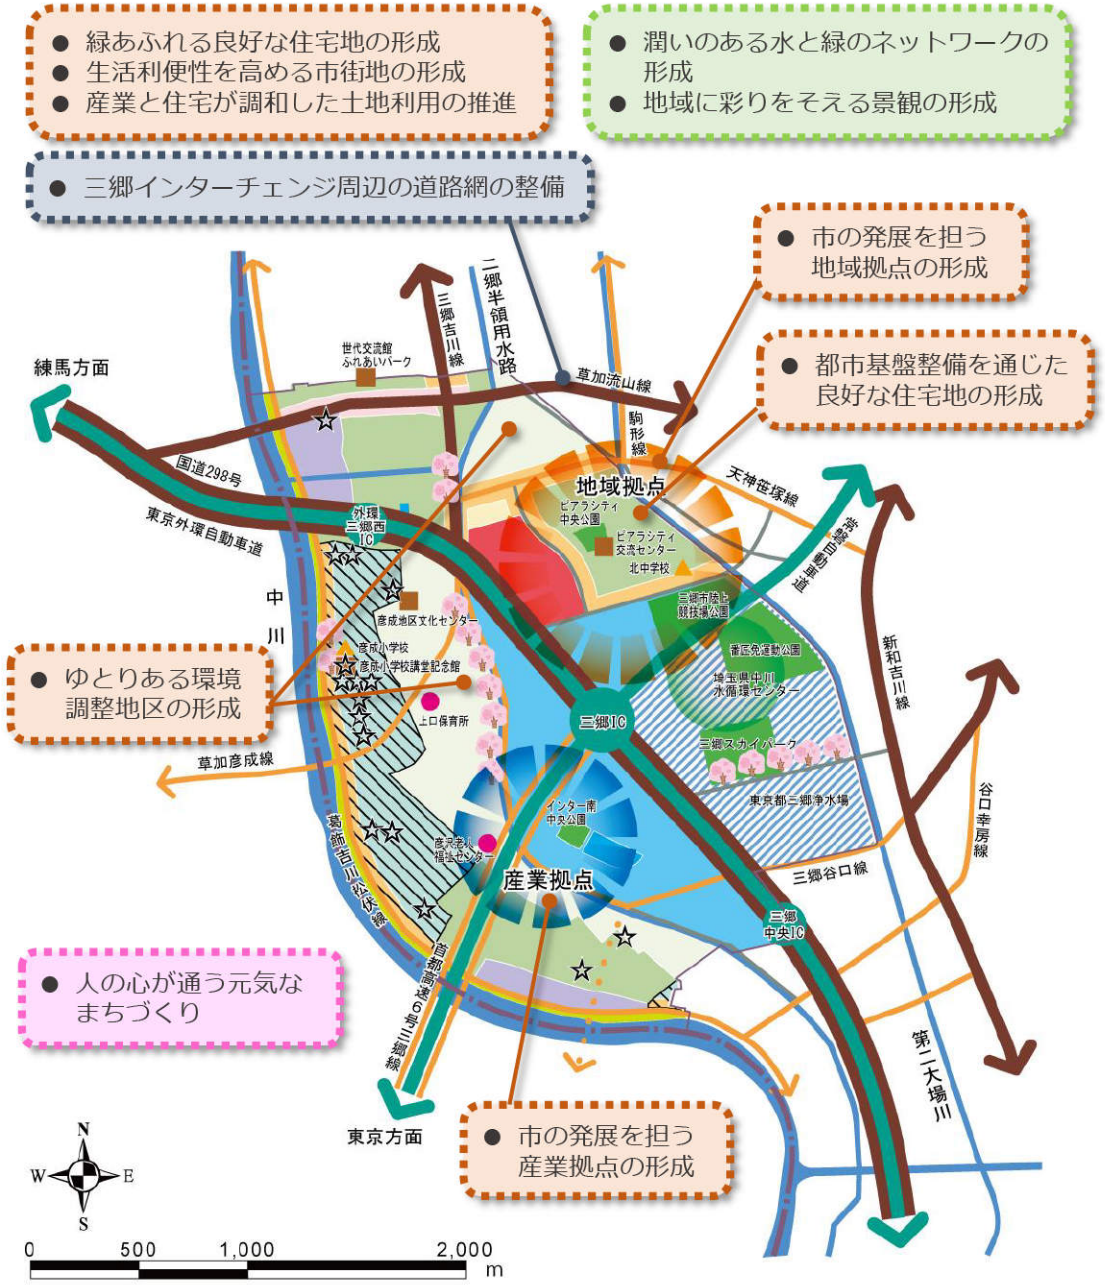 ● 緑あふれる良好な住宅地の形成
● 生活利便性を高める市街地の形成
● 産業と住宅が調和した土地利用の推進
● 潤いのある水と緑のネットワークの
形成
● 地域に彩りをそえる景観の形成
● 三郷インターチェンジ周辺の道路網の整備
● 市の発展を担う
地域拠点の形成
● 都市基盤整備を通じた
良好な住宅地の形成
二郷半領用水路
三郷吉川線
世代交流館
ふれあいパーク
草加流山線
練馬方面
駒形線
国道298号
東京外環自動車道
天神笹塚線
常磐自動車道
地域拠点
ピアラシティ
中央公園
ピアラシティ
交流センター
北中学校
外環
三郷西
IC
中川
彦成地区文化センター
彦成小学校
彦成小学校講堂記念館
三郷市陸上
競技場公園
番匠免運動公園
埼玉県中川
水循環センター
新和吉川線
● ゆとりある環境
調整地区の形成
上口保育所
三郷IC
三郷スカイパーク
草加彦成線
東京都三郷浄水場
谷口幸房線
インター南
中央公園
葛飾吉川松伏線
彦沢老人
福祉センター
産業拠点
三郷谷口線
三郷
中央IC
首都高速6号三郷線
● 人の心が通う元気な
まちづくり
第二大場川
東京方面
● 市の発展を担う
産業拠点の形成
N
W
E
S
0
500
1,000
2,000
m